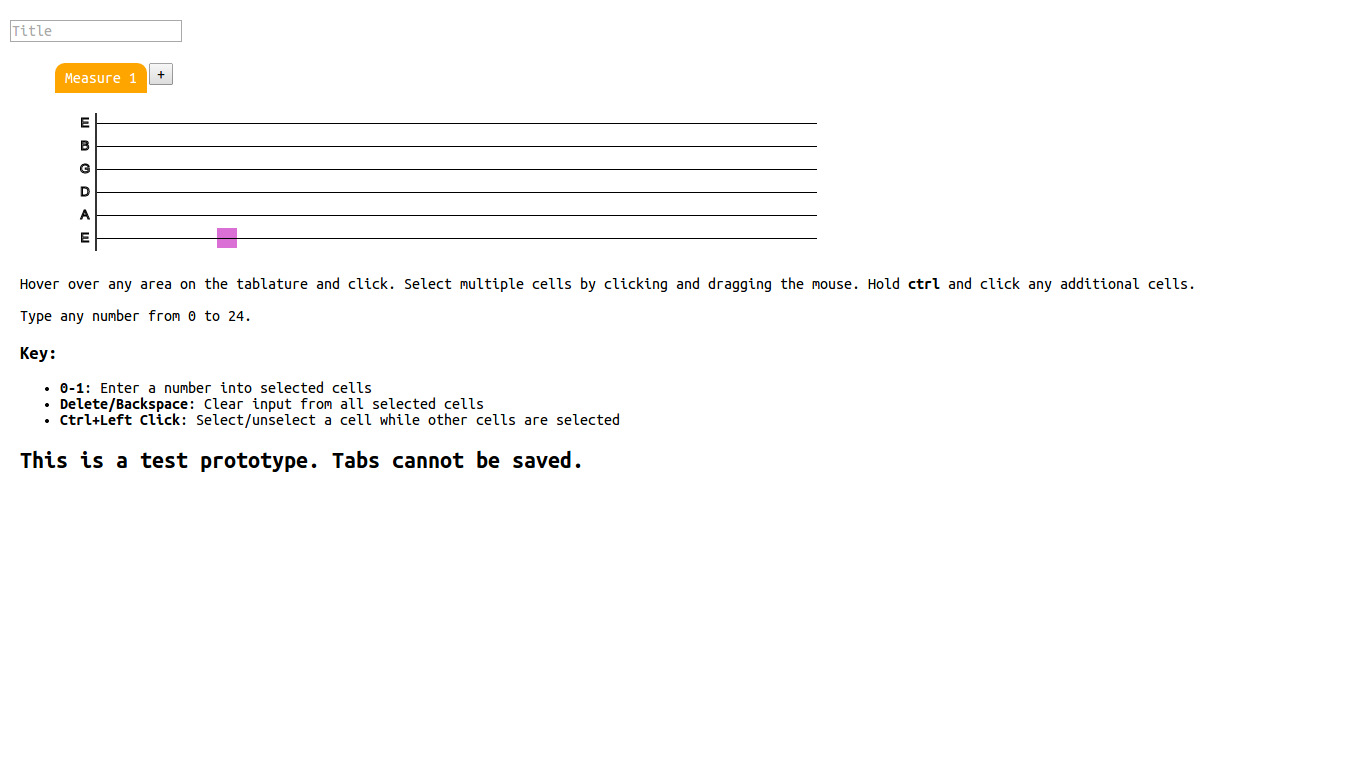 Title
Measure 1 +
E
B
G
D
A
E
Hover over any area on the tablature and click. Select multiple cells by clicking and dragging the mouse. Hold ctrl and click any additional cells.
Type any number from 0 to 24.
Key:
• 0-1: Enter a number into selected cells
• Delete/Backspace: Clear input from all selected cells
• Ctrl+Left Click: Select/unselect a cell while other cells are selected
This is a test prototype. Tabs cannot be saved.